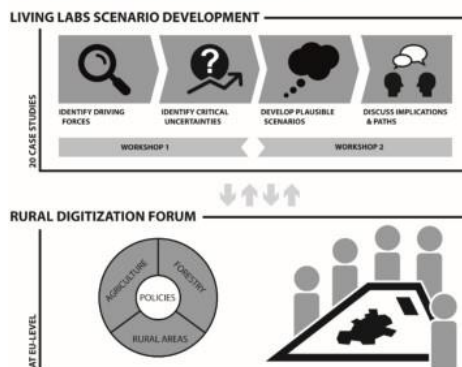 LIVING LABS SCENARIO DEVELOPMENT
20 CASE STUDIES
?
IDENTIFY DRIVING
FORCES
IDENTIFY CRITICAL
UNCERTAINTIES
DEVELOP PLAUSIBLE
SCENARIOS
DISCUSS IMPLICATIONS
& PATHS
WORKSHOP 1
WORKSHOP 2
RURAL DIGITIZATION FORUM
AT EU-LEVEL
AGRICULTURE
FORESTRY
POLICIES
RURAL AREAS